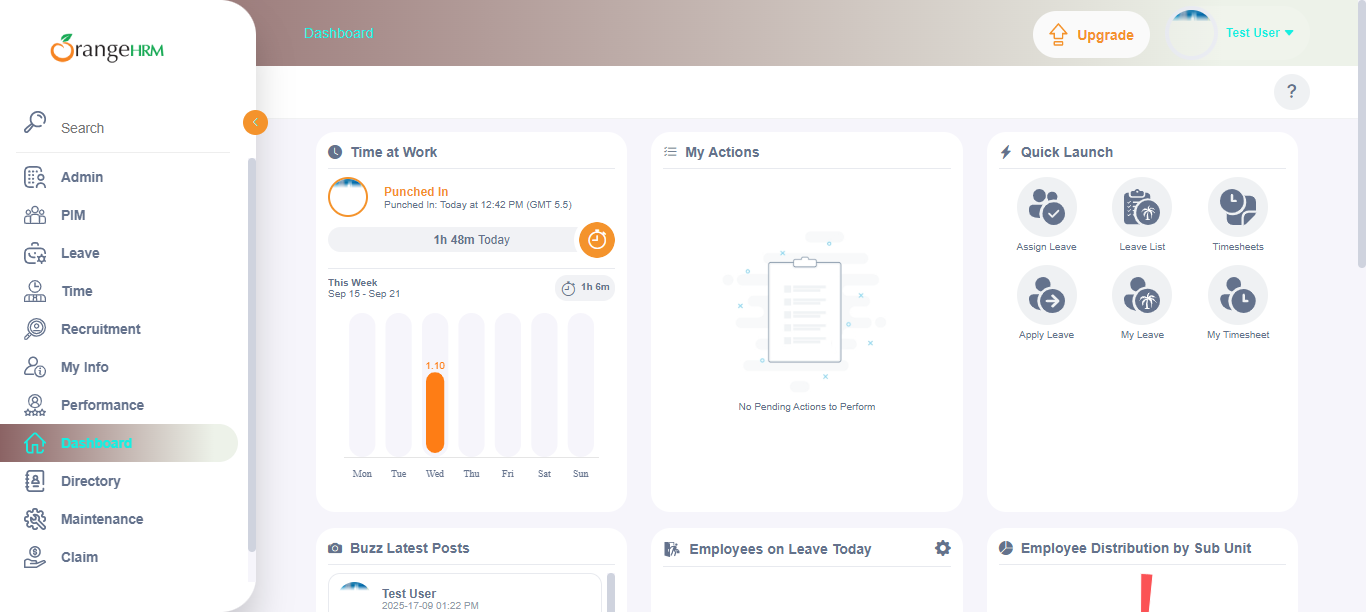 OrangeHRM
Dashboard
Upgrade
Test User
?
Search
Admin
PIM
Leave
Time
Recruitment
My Info
Performance
Dashboard
Directory
Maintenance
Claim
Time at Work
Punched In
Punched In: Today at 12:42 PM (GMT 5.5)
1h 48m Today
This Week
Sep 15 - Sep 21
1h 6m
1.10
Mon Tue Wed Thu Fri Sat Sun
My Actions
No Pending Actions to Perform
Quick Launch
Assign Leave
Leave List
Timesheets
Apply Leave
My Leave
My Timesheet
Buzz Latest Posts
Test User
2025-17-09 01:22 PM
Employees on Leave Today
Employee Distribution by Sub Unit